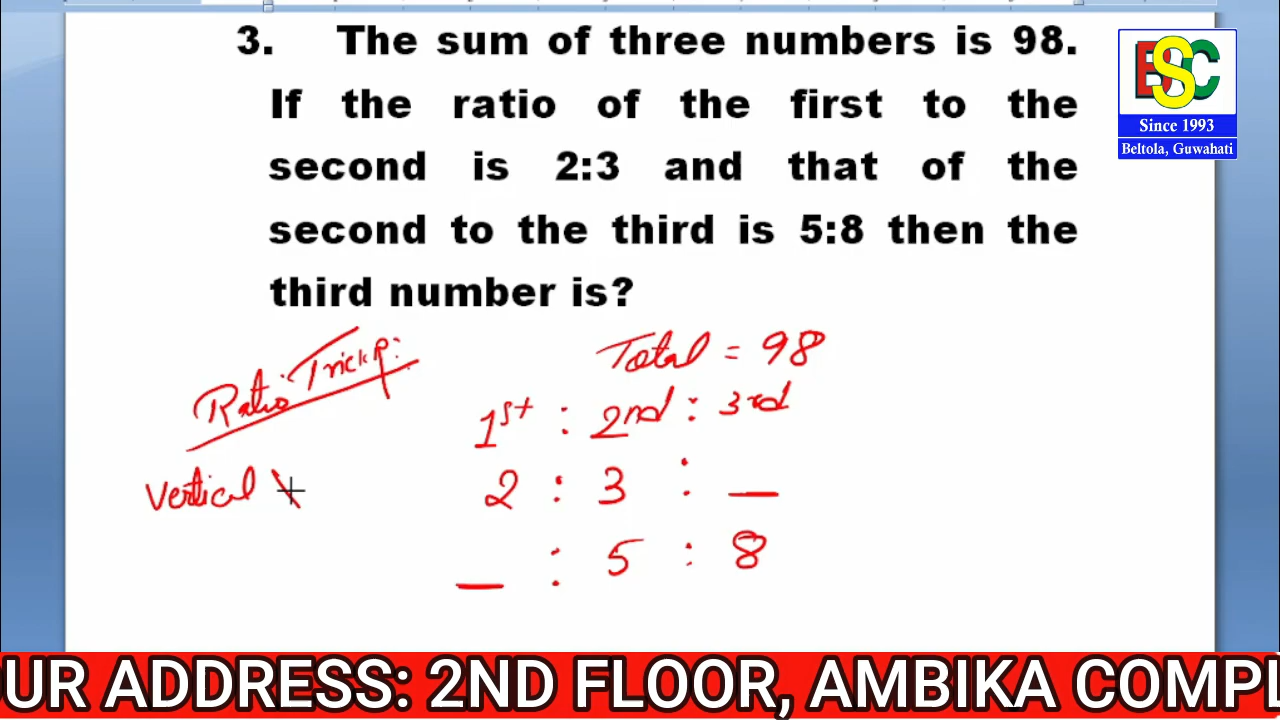 3. The sum of three numbers is 98.
If the ratio of the first to the
second is 2:3 and that of the
second to the third is 5:8 then the
third number is?
BSC
Since 1993
Beltola, Guwahati
Total = 98
Ratio Trick
1st : 2nd : 3rd
Vertical
2 : 3 : _
_ : 5 : 8
UR ADDRESS: 2ND FLOOR, AMBIKA COMPL